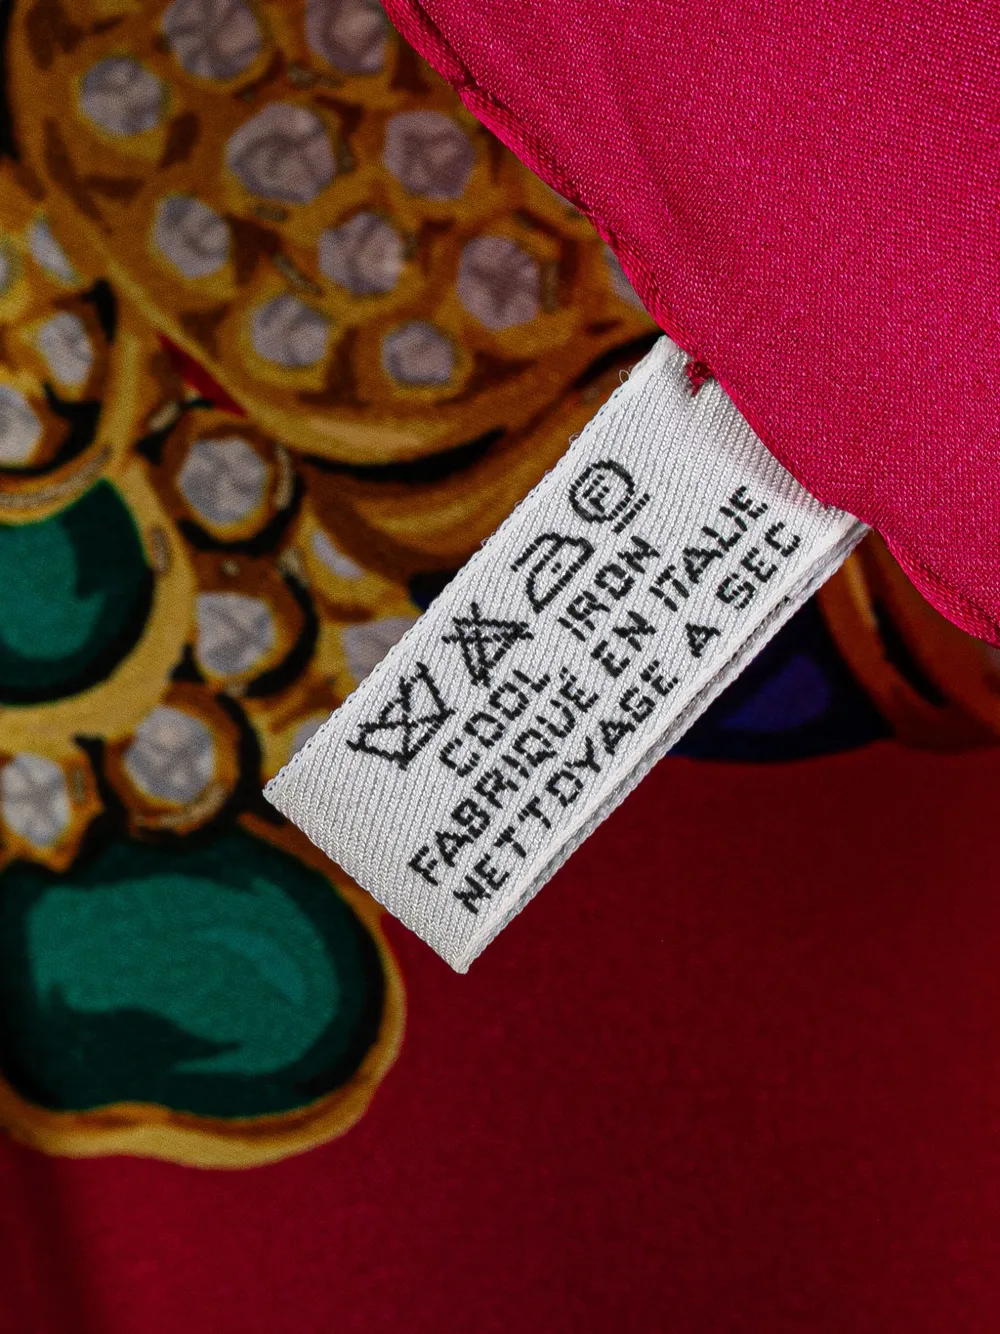 COOL IRON
FABRIQUÉ EN ITALIE
NETTOYAGE A SEC